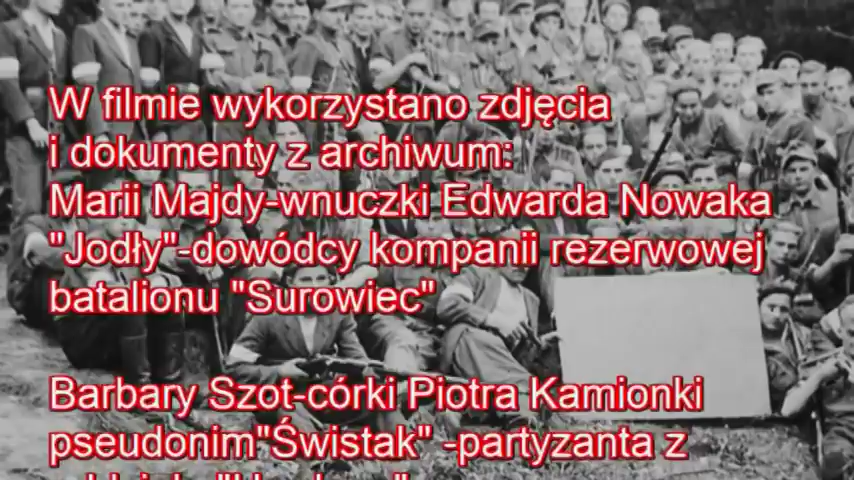 W filmie wykorzystano zdjęcia
i dokumenty z archiwum:
Marii Majdy-wnuczki Edwarda Nowaka
"Jodły"-dowódcy kompanii rezerwowej
batalionu "Surowiec"
Barbary Szot-córki Piotra Kamionki
pseudonim"Świstak" -partyzanta z